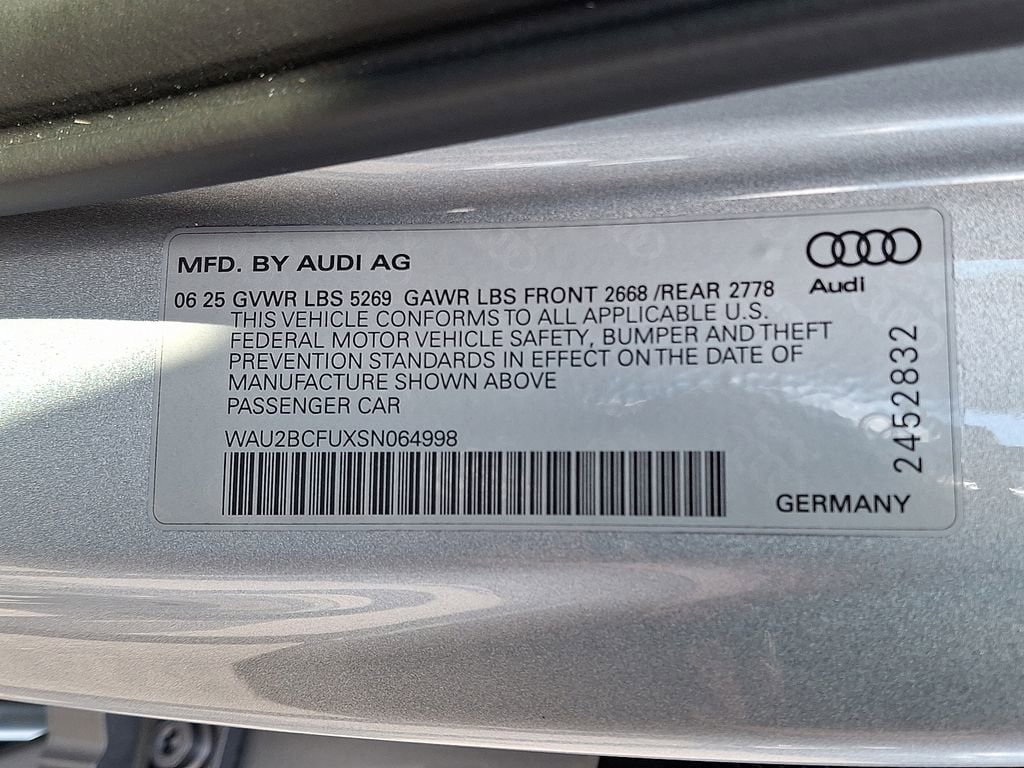 MFD. BY AUDI AG
Audi
06 25 GVWR LBS 5269 GAWR LBS FRONT 2668 /REAR 2778
THIS VEHICLE CONFORMS TO ALL APPLICABLE U.S.
FEDERAL MOTOR VEHICLE SAFETY, BUMPER AND THEFT
PREVENTION STANDARDS IN EFFECT ON THE DATE OF
MANUFACTURE SHOWN ABOVE
PASSENGER CAR
WAU2BCFUXSN064998
2452832
GERMANY